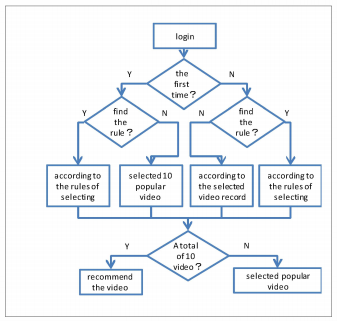 login
Y
the
first
time?
N
Y
find
the
rule?
N
N
find
the
rule?
Y
according to
the rules of
selecting
selected 10
popular
video
according to
the selected
video record
according to
the rules of
selecting
Y
A total
of 10
video?
N
recommend
the video
selected popular
video